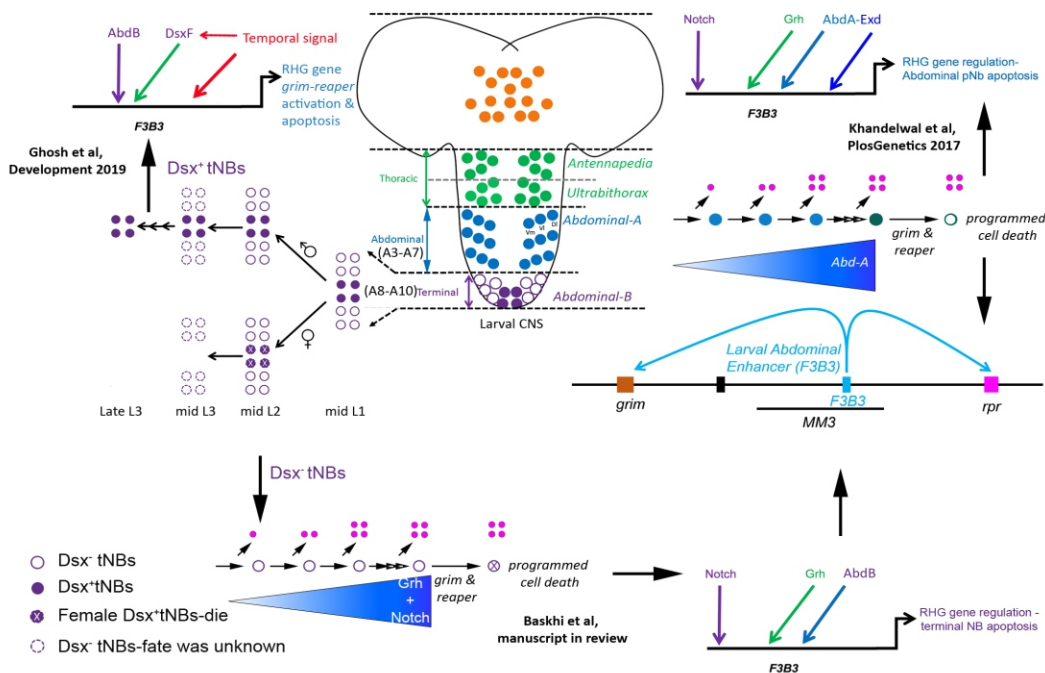 AbdB
DsxF
Temporal signal
RHG gene
grim-reaper
activation &
apoptosis
F3B3
Ghosh et al,
Development 2019
Dsx⁺ tNBs
Thoracic
Antennapedia
Ultrabithorax
Abdominal
(A3-A7)
Abdominal-A
Vm
Vl
Dl
(A8-A10)
Terminal
Abdominal-B
Larval CNS
♂
♀
Late L3
mid L3
mid L2
mid L1
Notch
Grh
AbdA-Exd
RHG gene regulation-
Abdominal pNb apoptosis
F3B3
Khandelwal et al,
PlosGenetics 2017
grim &
reaper
programmed
cell death
Abd-A
Larval Abdominal
Enhancer (F3B3)
grim
F3B3
rpr
MM3
Dsx⁻ tNBs
Dsx⁻ tNBs
Dsx⁺tNBs
Female Dsx⁺tNBs-die
Dsx⁻ tNBs-fate was unknown
Grh
+
Notch
grim &
reaper
programmed
cell death
Baskhi et al,
manuscript in review
Notch
Grh
AbdB
RHG gene regulation -
terminal NB apoptosis
F3B3